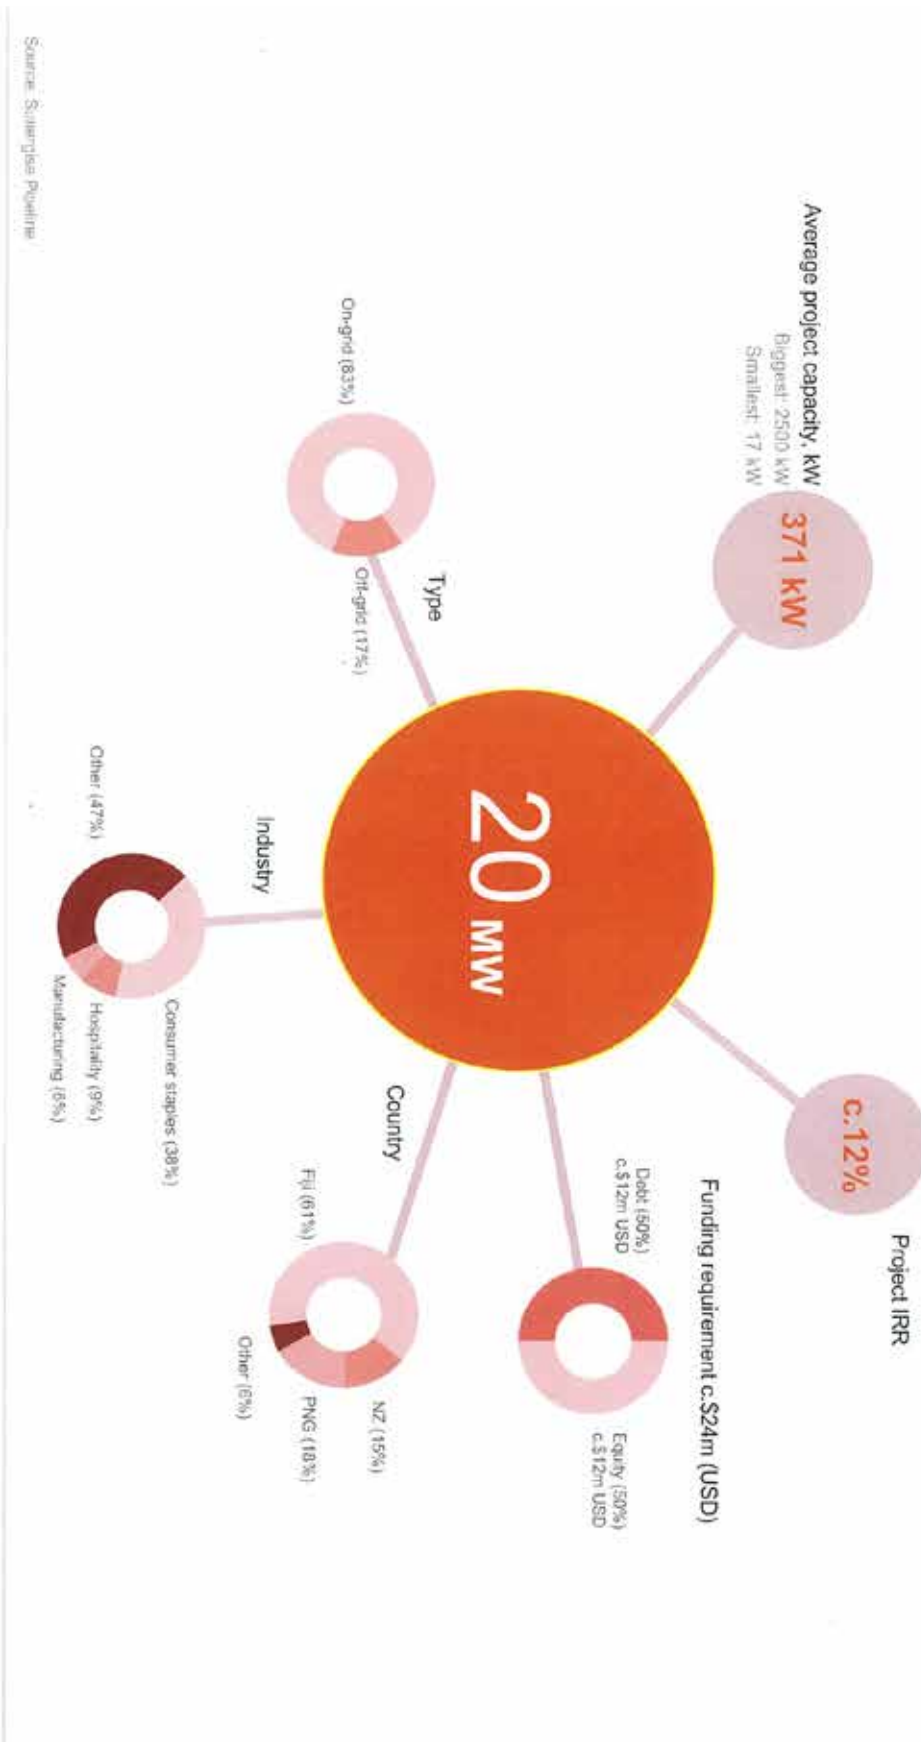 Average project capacity, kW
Biggest: 2500 kW
Smallest: 17 kW
371 kW
c.12%
Project IRR
20 MW
Funding requirement c.$24m (USD)
Debt (50%)
c.$12m USD
Equity (50%)
c.$12m USD
Type
On-grid (83%)
Off-grid (17%)
Country
Fiji (61%)
NZ (15%)
PNG (18%)
Other (6%)
Industry
Other (47%)
Consumer staples (38%)
Hospitality (9%)
Manufacturing (6%)
Source: Pipeline